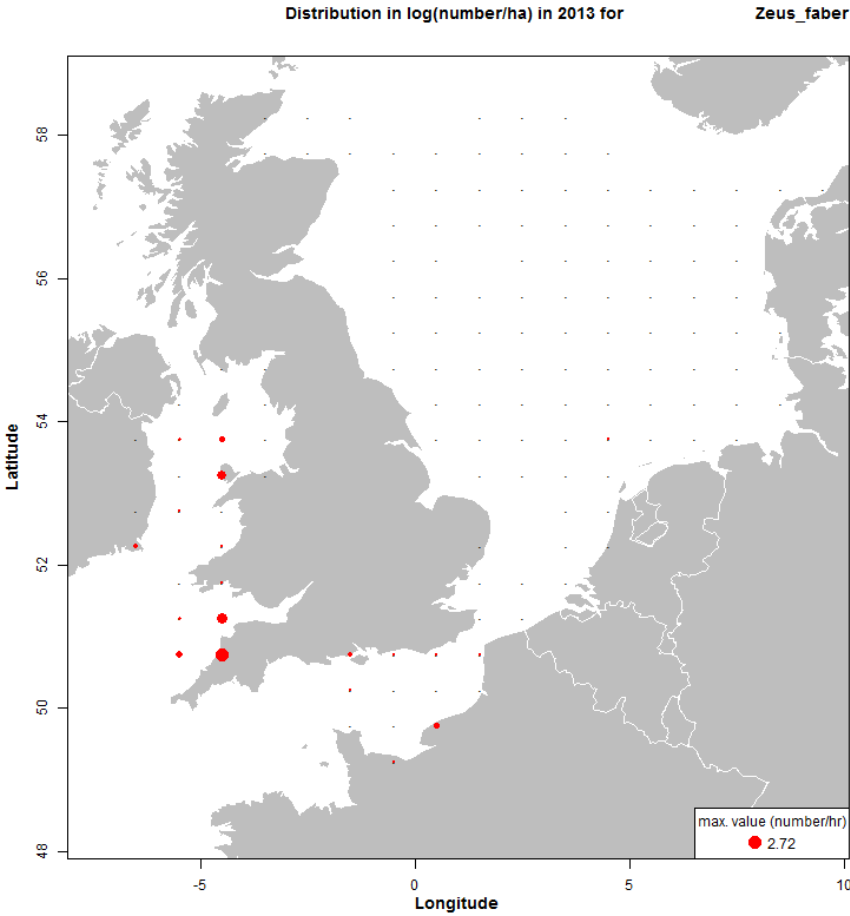 Distribution in log(number/ha) in 2013 for Zeus_faber
58
56
54
52
50
48
Latitude
-5
0
5
10
Longitude
max. value (number/hr)
2.72